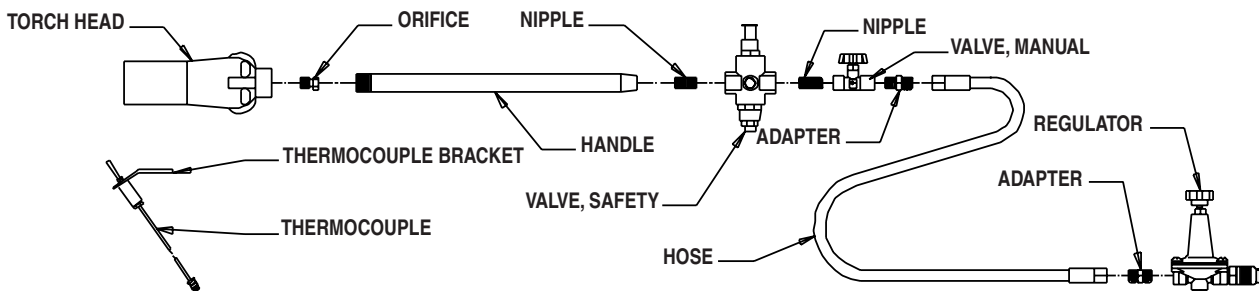 TORCH HEAD
ORIFICE
NIPPLE
NIPPLE
VALVE, MANUAL
HANDLE
ADAPTER
REGULATOR
THERMOCOUPLE BRACKET
VALVE, SAFETY
ADAPTER
THERMOCOUPLE
HOSE